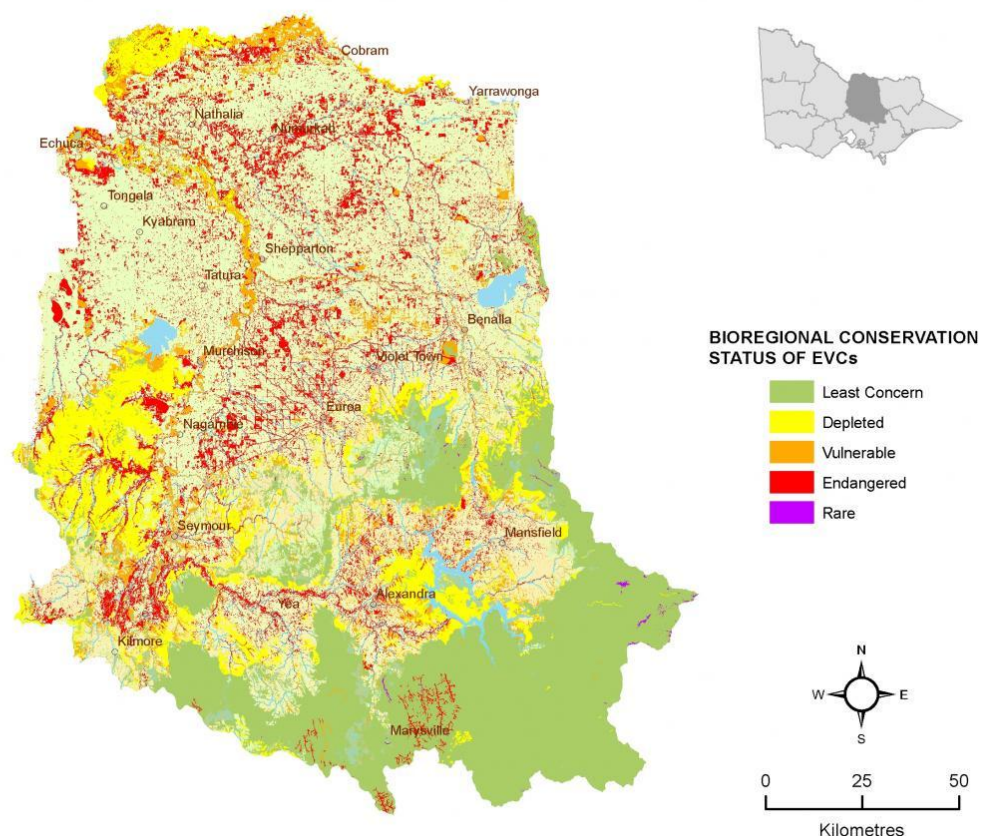 Cobram
Yarrawonga
Nathalia
Numurkah
Echuca
Tongala
Kyabram
Shepparton
Tatura
Benalla
Murchison
Violet Town
Euroa
Nagambie
Seymour
Mansfield
Alexandra
Yea
Kilmore
Marysville
BIOREGIONAL CONSERVATION
STATUS OF EVCs
Least Concern
Depleted
Vulnerable
Endangered
Rare
N
W
E
S
0 25 50
Kilometres